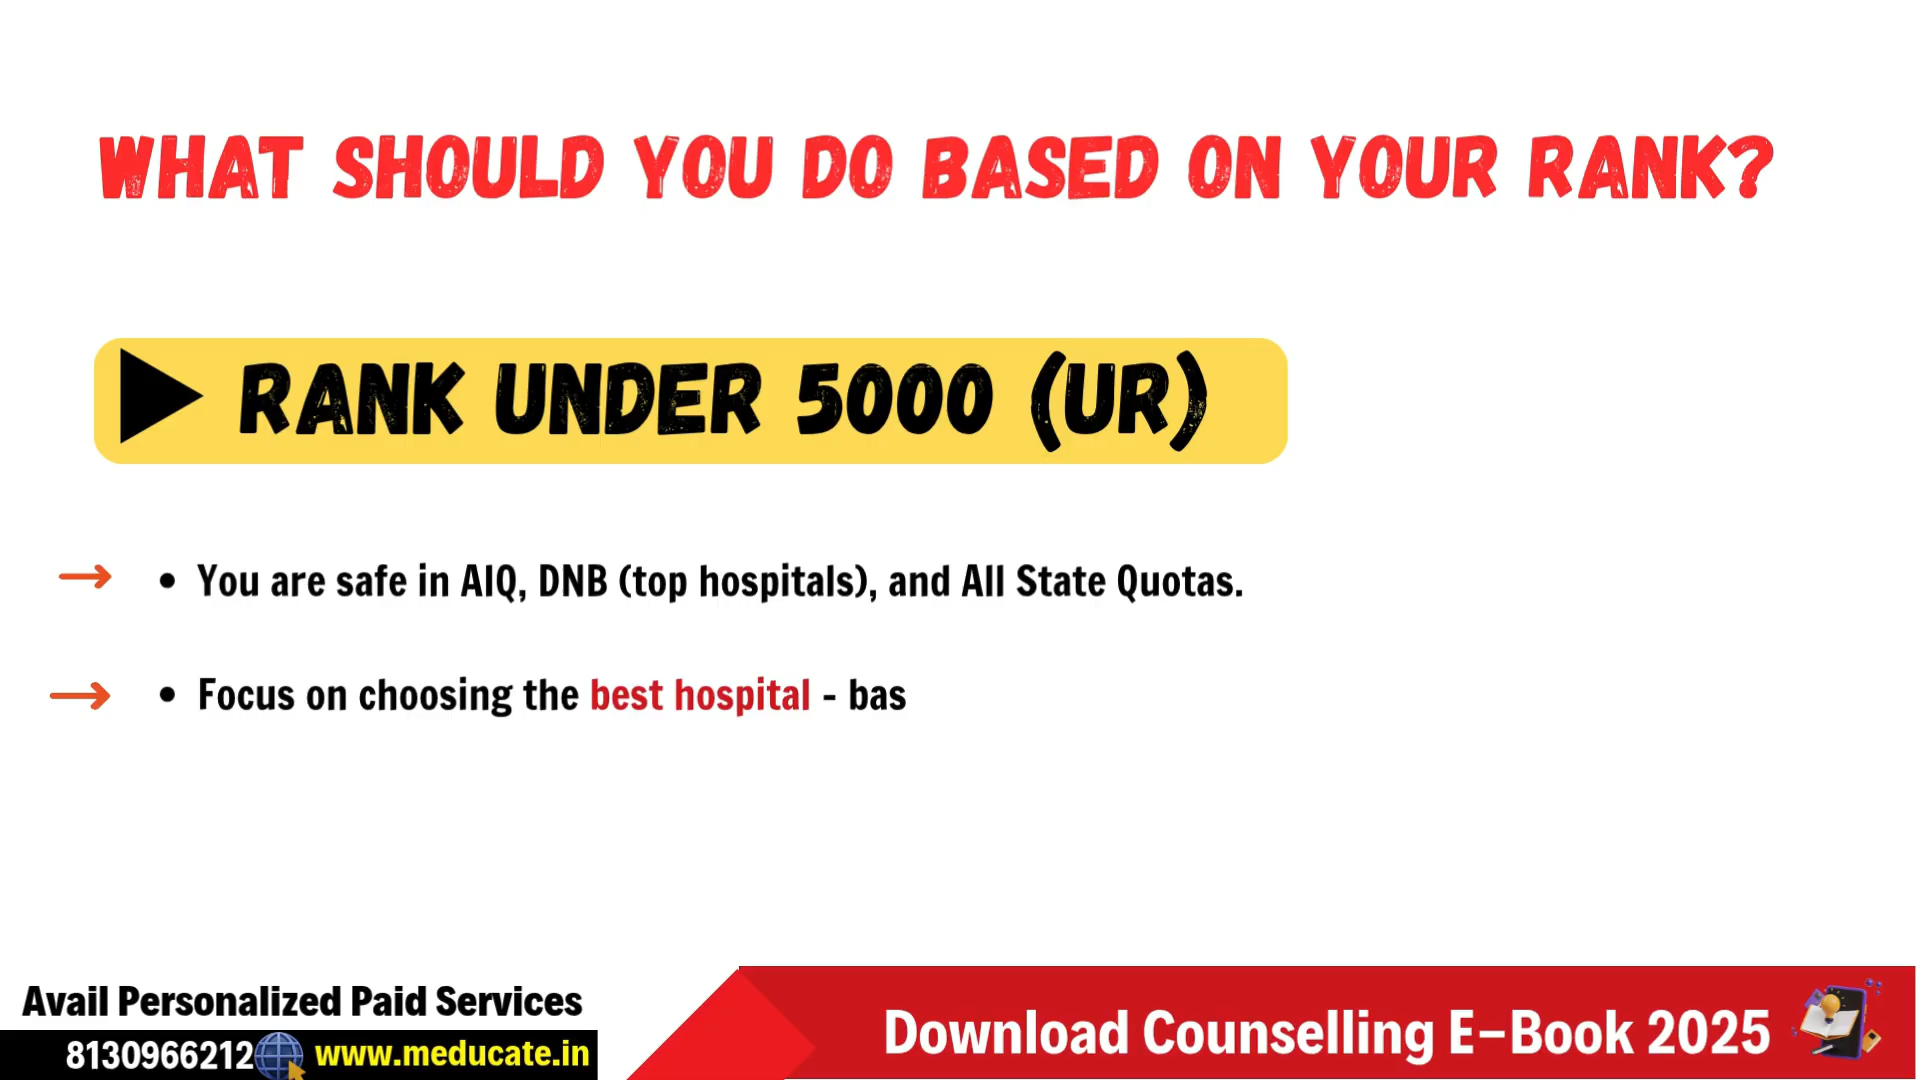 WHAT SHOULD YOU DO BASED ON YOUR RANK?
RANK UNDER 5000 (UR)
• You are safe in AIQ, DNB (top hospitals), and All State Quotas.
• Focus on choosing the best hospital - bas
Avail Personalized Paid Services
8130966212 www.meducate.in
Download Counselling E-Book 2025